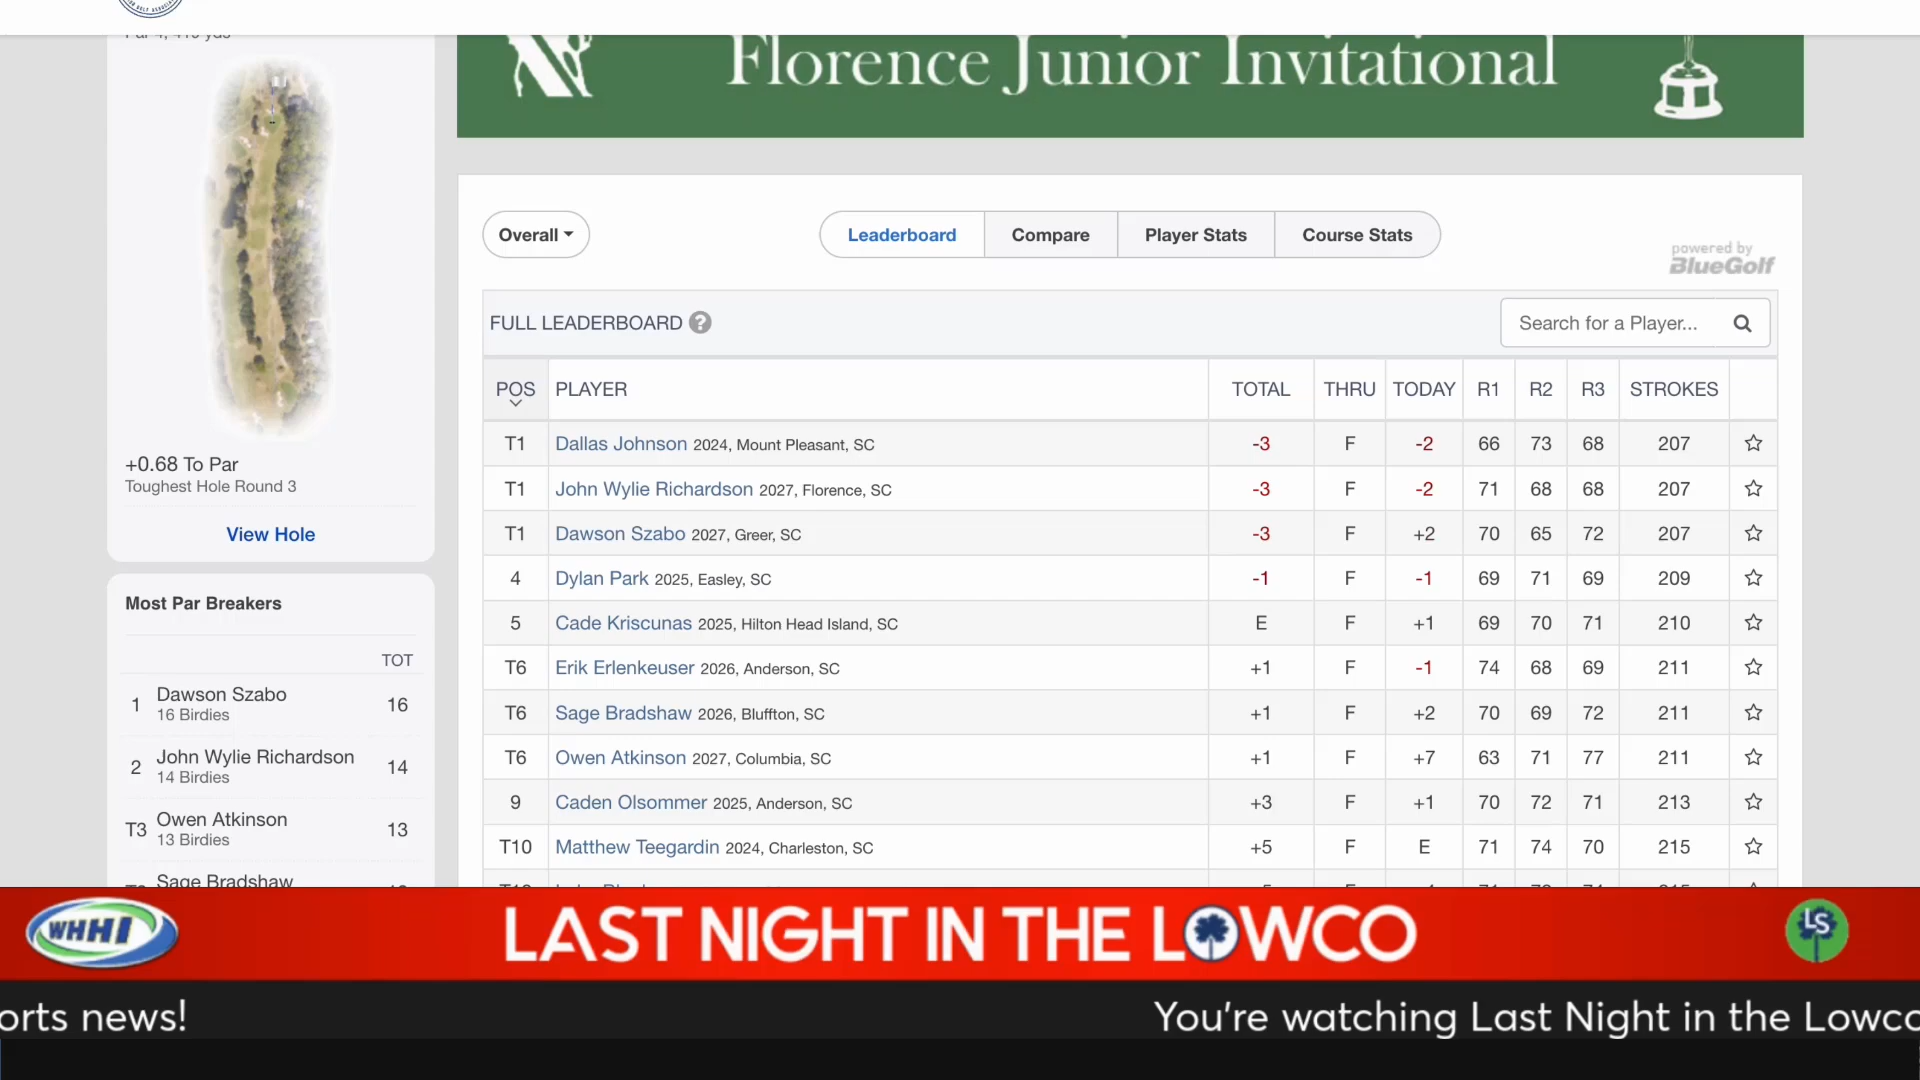 Florence Junior Invitational
Overall
Leaderboard
Compare
Player Stats
Course Stats
powered by
BlueGolf
FULL LEADERBOARD ?
Search for a Player...
POS PLAYER TOTAL THRU TODAY R1 R2 R3 STROKES
T1 Dallas Johnson 2024, Mount Pleasant, SC -3 F -2 66 73 68 207
T1 John Wylie Richardson 2027, Florence, SC -3 F -2 71 68 68 207
T1 Dawson Szabo 2027, Greer, SC -3 F +2 70 65 72 207
4 Dylan Park 2025, Easley, SC -1 F -1 69 71 69 209
5 Cade Kriscunas 2025, Hilton Head Island, SC E F +1 69 70 71 210
T6 Erik Erlenkeuser 2026, Anderson, SC +1 F -1 74 68 69 211
T6 Sage Bradshaw 2026, Bluffton, SC +1 F +2 70 69 72 211
T6 Owen Atkinson 2027, Columbia, SC +1 F +7 63 71 77 211
9 Caden Olsommer 2025, Anderson, SC +3 F +1 70 72 71 213
T10 Matthew Teegardin 2024, Charleston, SC +5 F E 71 74 70 215
+0.68 To Par
Toughest Hole Round 3
View Hole
Most Par Breakers
TOT
1 Dawson Szabo 16
16 Birdies
2 John Wylie Richardson 14
14 Birdies
T3 Owen Atkinson 13
13 Birdies
Sage Bradshaw
WHHI
LAST NIGHT IN THE LOWCO
LS
orts news!
You're watching Last Night in the Lowco